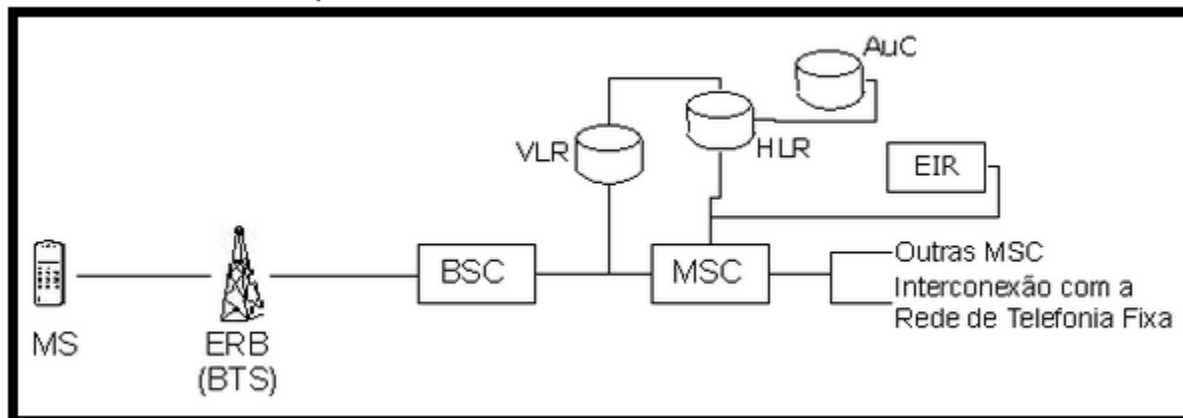 AuC
VLR
HLR
EIR
BSC
MSC
Outras MSC
Interconexão com a
Rede de Telefonia Fixa
MS
ERB
(BTS)